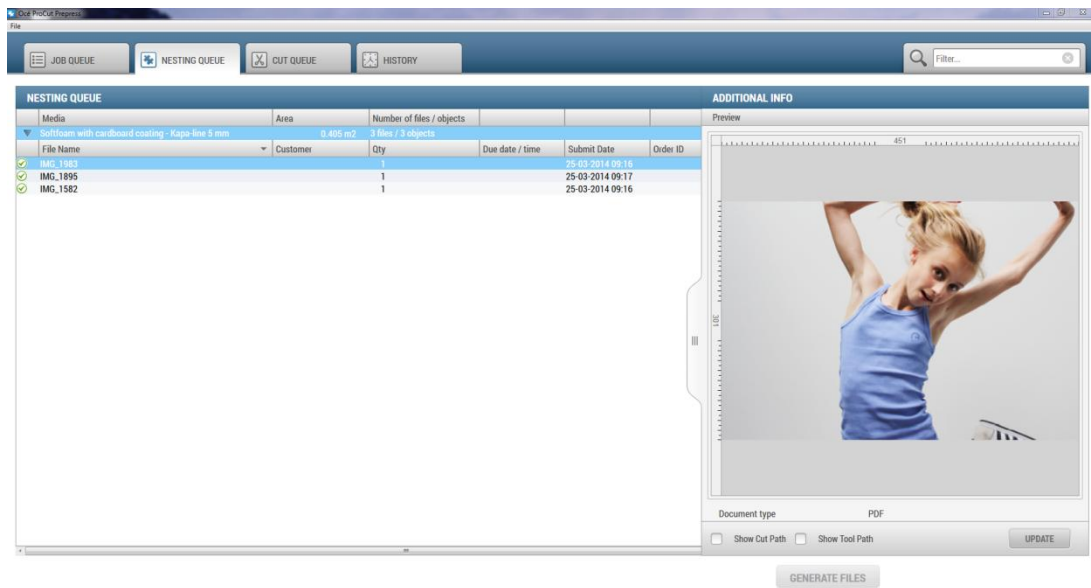 Océ ProCut Prepress
File
JOB QUEUE NESTING QUEUE CUT QUEUE HISTORY Filter...
NESTING QUEUE ADDITIONAL INFO
Media Area Number of files / objects Preview
Softfoam with cardboard coating - Kapa-line 5 mm 0.405 m2 3 files / 3 objects
File Name Customer Qty Due date / time Submit Date Order ID
IMG_1983 1 25-03-2014 09:16
IMG_1895 1 25-03-2014 09:17
IMG_1582 1 25-03-2014 09:16
451
301
Document type PDF
Show Cut Path Show Tool Path UPDATE
GENERATE FILES